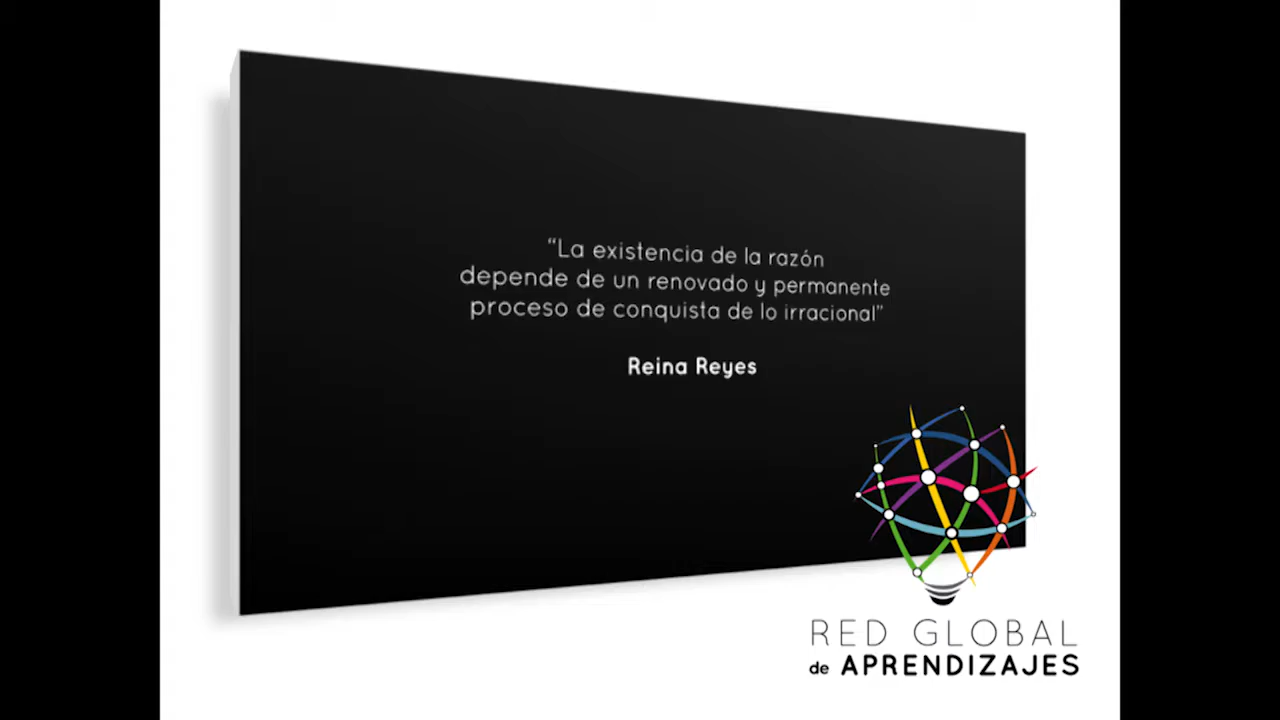 “La existencia de la razón
depende de un renovado y permanente
proceso de conquista de lo irracional”
Reina Reyes
RED GLOBAL
de APRENDIZAJES